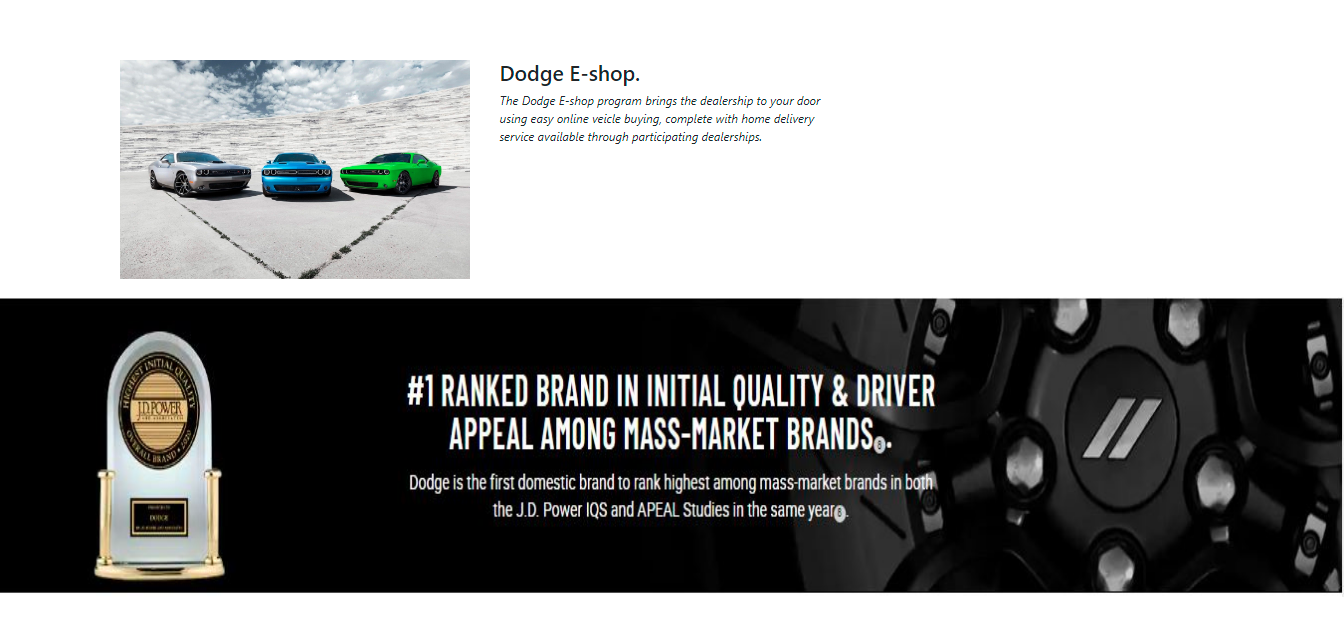 Dodge E-shop.
The Dodge E-shop program brings the dealership to your door
using easy online veicle buying, complete with home delivery
service available through participating dealerships.
HIGHEST INITIAL QUALITY
J.D. POWER
OVERALL BRAND • 2020
DODGE
#1 RANKED BRAND IN INITIAL QUALITY & DRIVER
APPEAL AMONG MASS-MARKET BRANDS.
Dodge is the first domestic brand to rank highest among mass-market brands in both
the J.D. Power IQS and APEAL Studies in the same year.